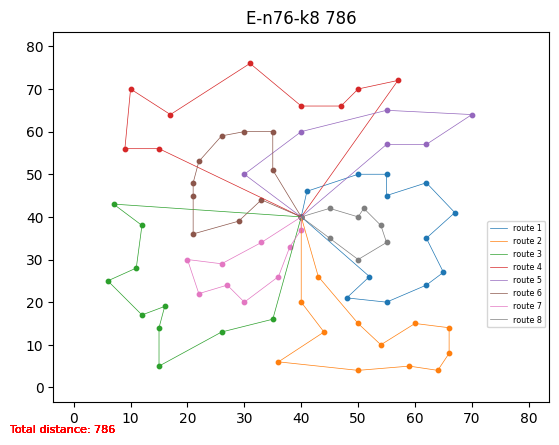 E-n76-k8 786
80
70
60
50
40
30
20
10
0
0 10 20 30 40 50 60 70 80
route 1
route 2
route 3
route 4
route 5
route 6
route 7
route 8
Total distance: 786